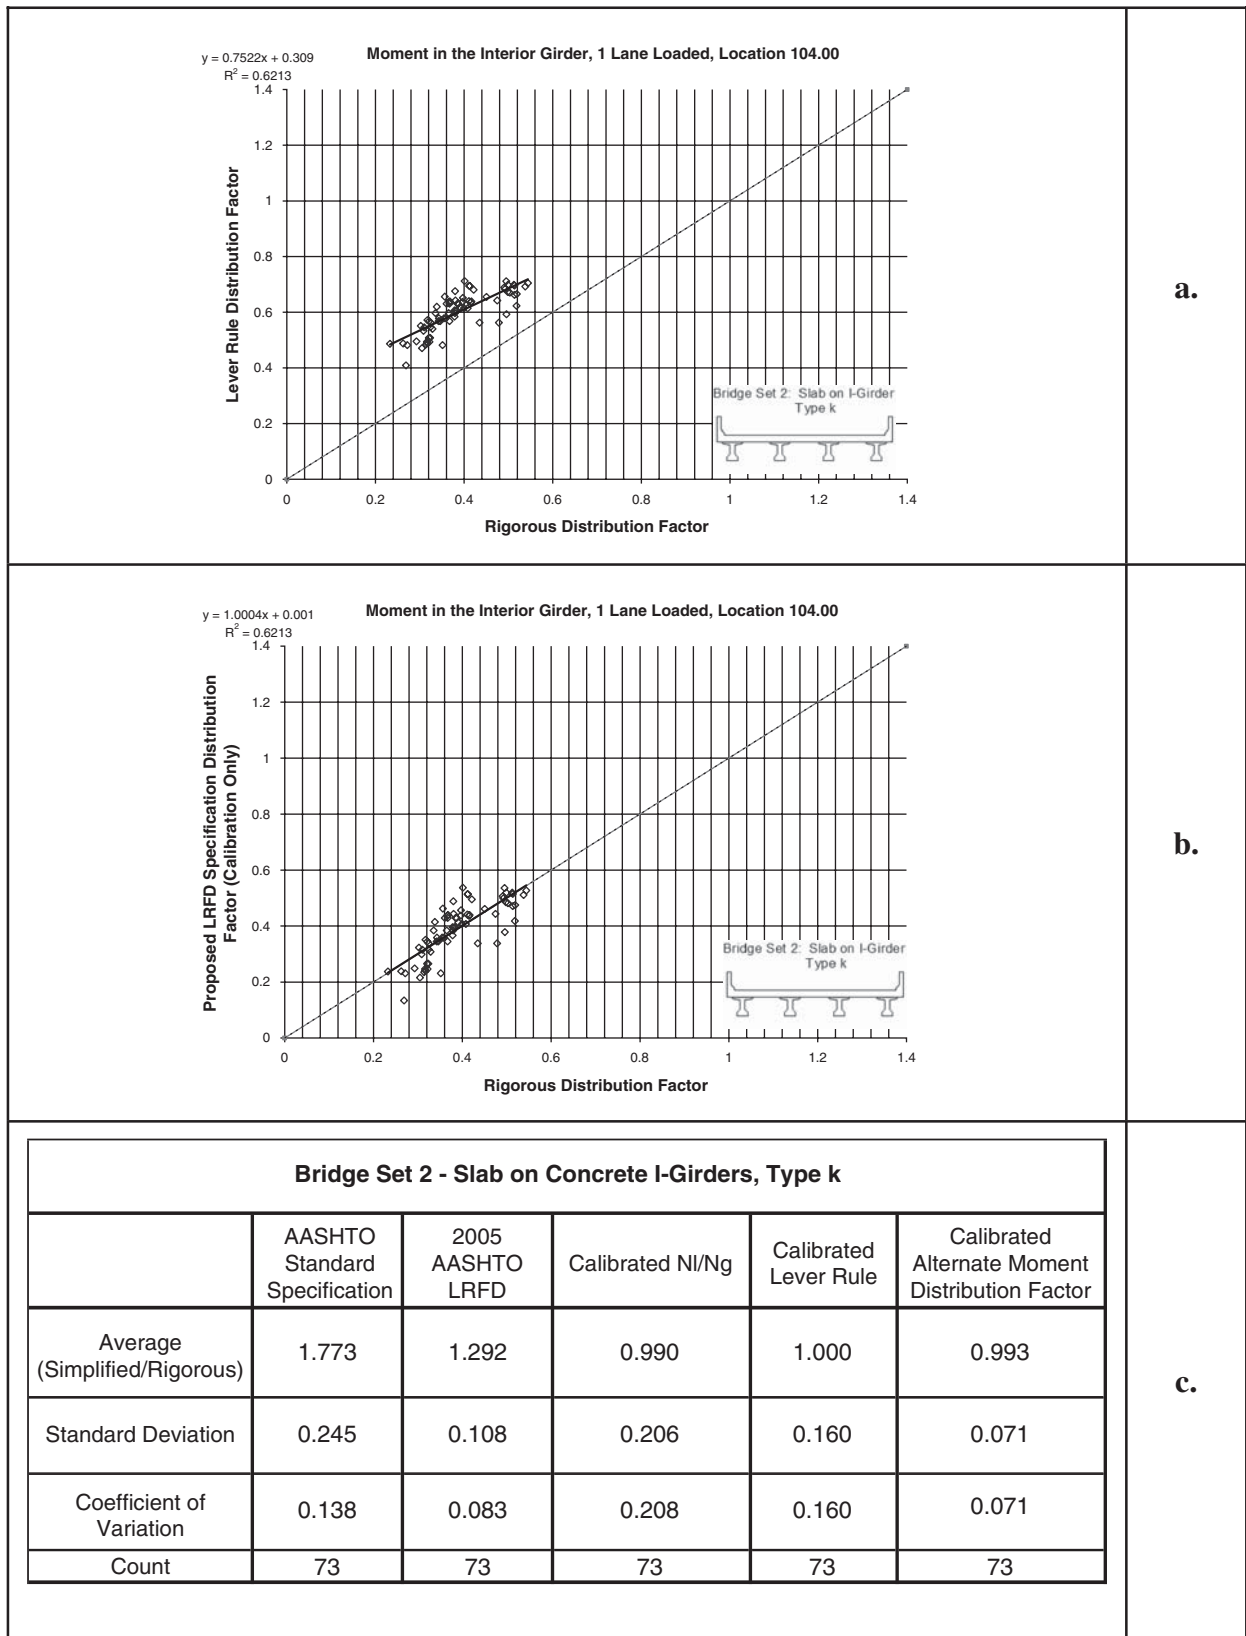 y = 0.7522x + 0.309
R2 = 0.6213
Moment in the Interior Girder, 1 Lane Loaded, Location 104.00
1.4
1.2
1
0.8
0.6
0.4
0.2
0
Lever Rule Distribution Factor
Bridge Set 2: Slab on I-Girder
Type k
0 0.2 0.4 0.6 0.8 1 1.2 1.4
Rigorous Distribution Factor
a.
y = 1.0004x + 0.001
R2 = 0.6213
Moment in the Interior Girder, 1 Lane Loaded, Location 104.00
1.4
1.2
1
0.8
0.6
0.4
0.2
0
Proposed LRFD Specification Distribution
Factor (Calibration Only)
Bridge Set 2: Slab on I-Girder
Type k
0 0.2 0.4 0.6 0.8 1 1.2 1.4
Rigorous Distribution Factor
b.
Bridge Set 2 - Slab on Concrete I-Girders, Type k
AASHTO
Standard
Specification
2005
AASHTO
LRFD
Calibrated Nl/Ng
Calibrated
Lever Rule
Calibrated
Alternate Moment
Distribution Factor
Average
(Simplified/Rigorous)
1.773 1.292 0.990 1.000 0.993
Standard Deviation 0.245 0.108 0.206 0.160 0.071
Coefficient of
Variation
0.138 0.083 0.208 0.160 0.071
Count 73 73 73 73 73
c.